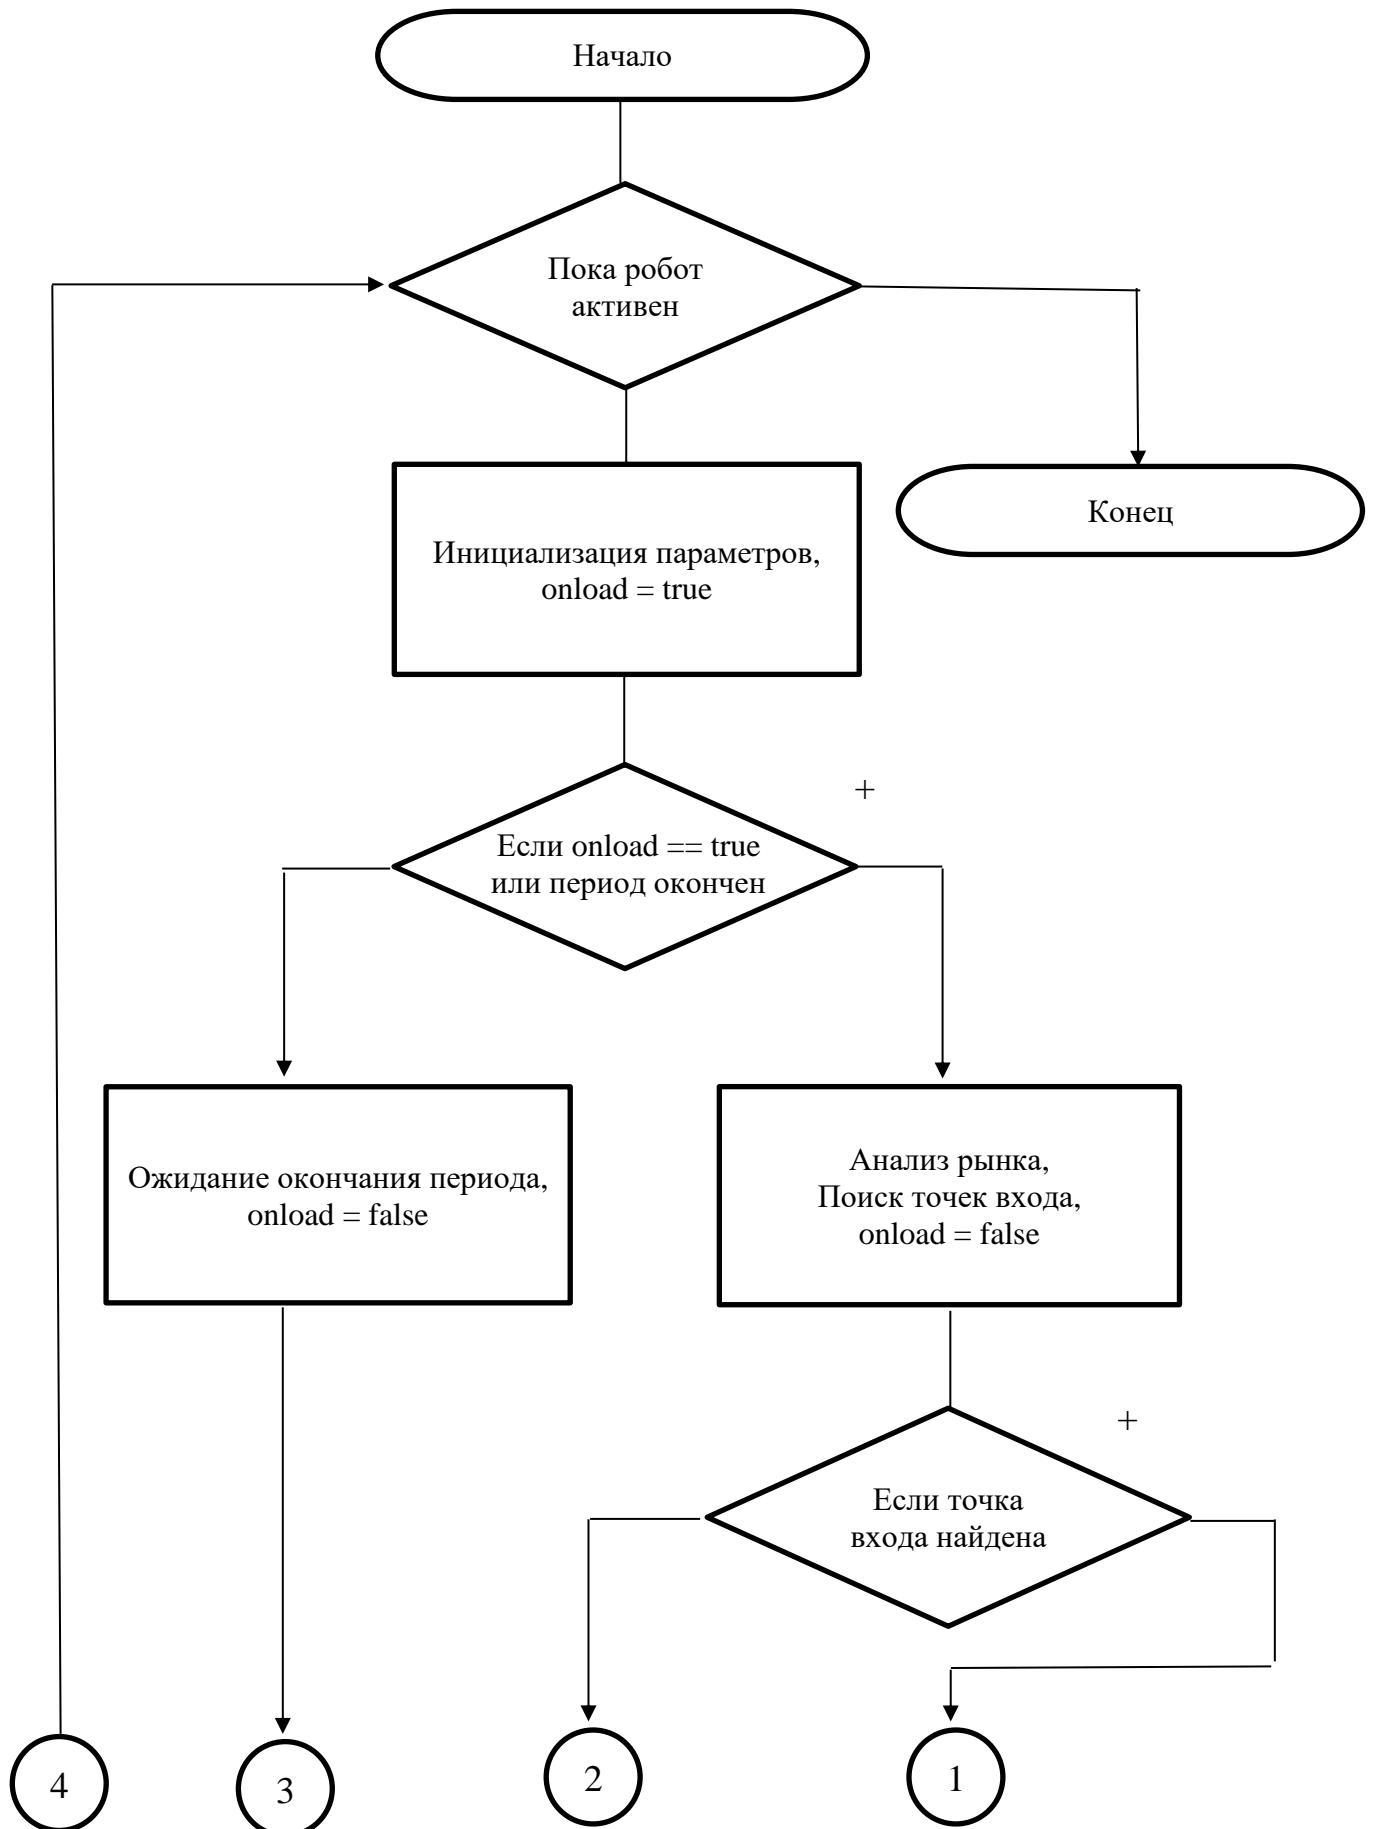 Начало
Пока робот
активен
Конец
Инициализация параметров,
onload = true
+
Если onload == true
или период окончен
Ожидание окончания периода,
onload = false
Анализ рынка,
Поиск точек входа,
onload = false
+
Если точка
входа найдена
4
3
2
1